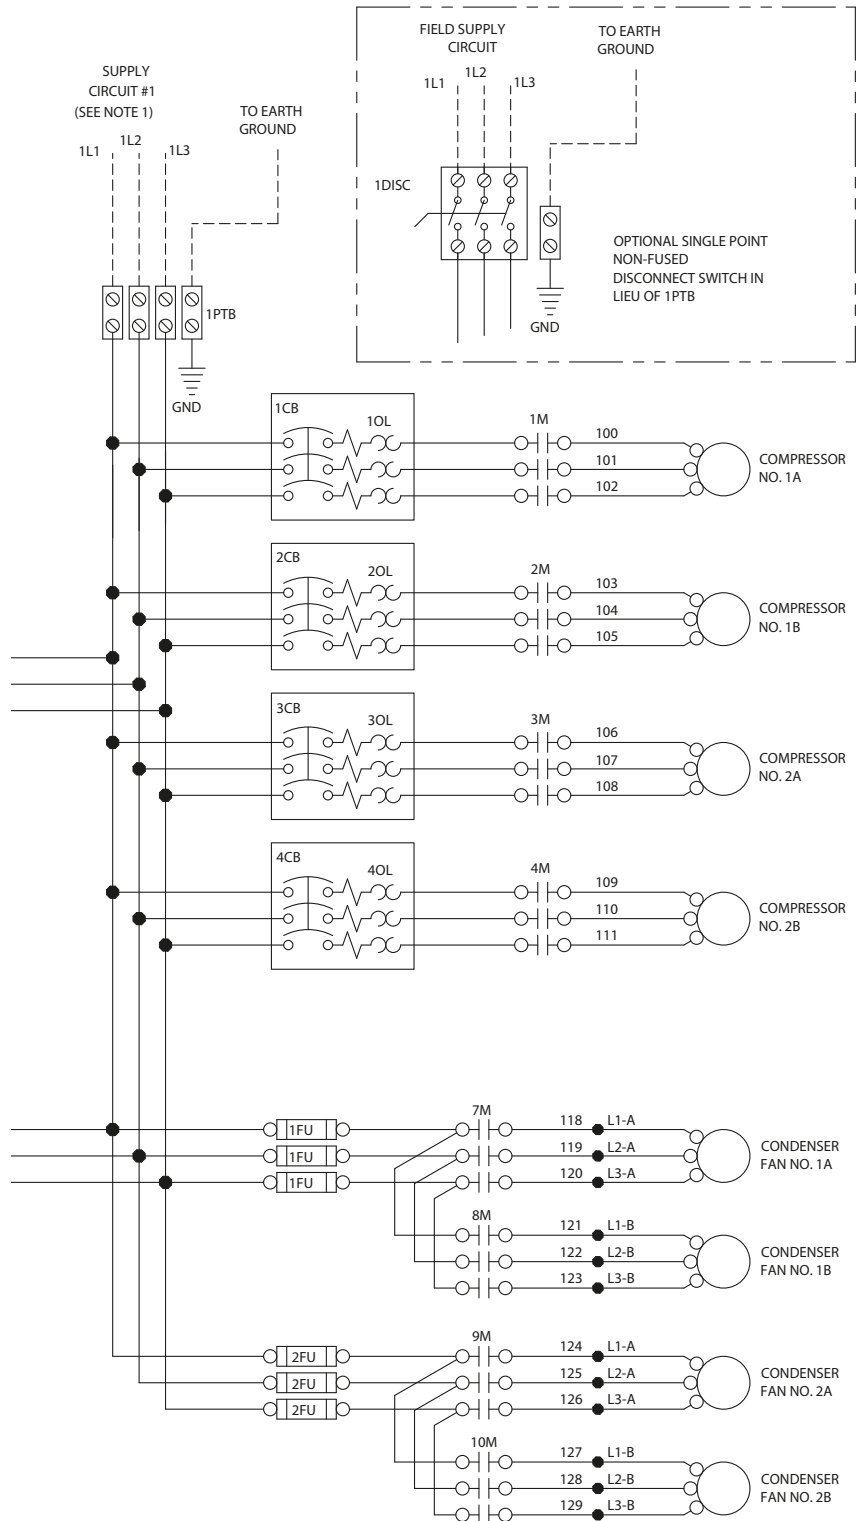 FIELD SUPPLY
CIRCUIT
TO EARTH
GROUND
1L1
1L2
1L3
1DISC
OPTIONAL SINGLE POINT
NON-FUSED
DISCONNECT SWITCH IN
LIEU OF 1PTB
GND
SUPPLY
CIRCUIT #1
(SEE NOTE 1)
TO EARTH
GROUND
1L1
1L2
1L3
1PTB
GND
1CB
1OL
1M
100
101
102
COMPRESSOR
NO. 1A
2CB
2OL
2M
103
104
105
COMPRESSOR
NO. 1B
3CB
3OL
3M
106
107
108
COMPRESSOR
NO. 2A
4CB
4OL
4M
109
110
111
COMPRESSOR
NO. 2B
7M
1FU
118
L1-A
1FU
119
L2-A
1FU
120
L3-A
CONDENSER
FAN NO. 1A
8M
121
L1-B
122
L2-B
123
L3-B
CONDENSER
FAN NO. 1B
9M
2FU
124
L1-A
2FU
125
L2-A
2FU
126
L3-A
CONDENSER
FAN NO. 2A
10M
127
L1-B
128
L2-B
129
L3-B
CONDENSER
FAN NO. 2B